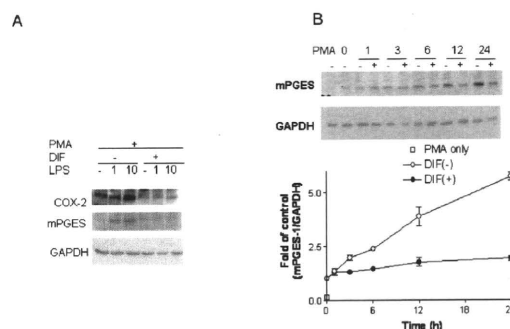 A
PMA +
DIF - +
LPS - 1 10 - 1 10
COX-2
mPGES
GAPDH
B
PMA 0 1 3 6 12 24
- - + - + - + - + - +
mPGES
GAPDH
PMA only
DIF(-)
DIF(+)
Fold of control
(mPGES-1/GAPDH)
5.0
2.5
0.0
0 6 12 18
Time (h)